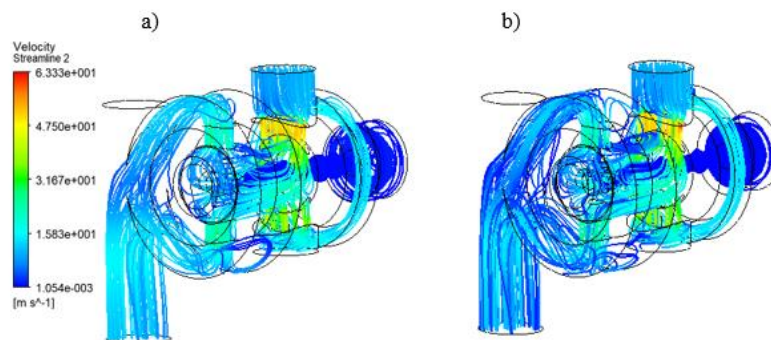 a)
b)
Velocity
Streamline 2
6.333e+001
4.750e+001
3.167e+001
1.583e+001
1.054e-003
[m s^-1]